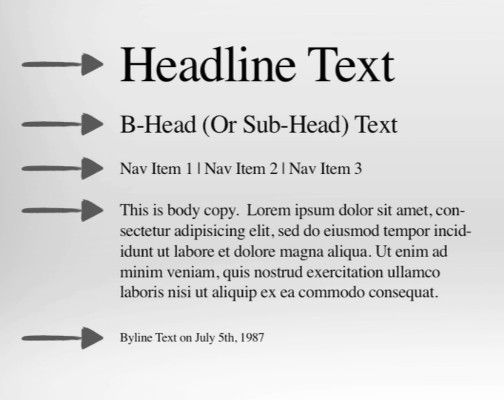 Headline Text
B-Head (Or Sub-Head) Text
Nav Item 1 | Nav Item 2 | Nav Item 3
This is body copy.  Lorem ipsum dolor sit amet, con-
sectetur adipisicing elit, sed do eiusmod tempor incid-
idunt ut labore et dolore magna aliqua. Ut enim ad
minim veniam, quis nostrud exercitation ullamco
laboris nisi ut aliquip ex ea commodo consequat.
Byline Text on July 5th, 1987